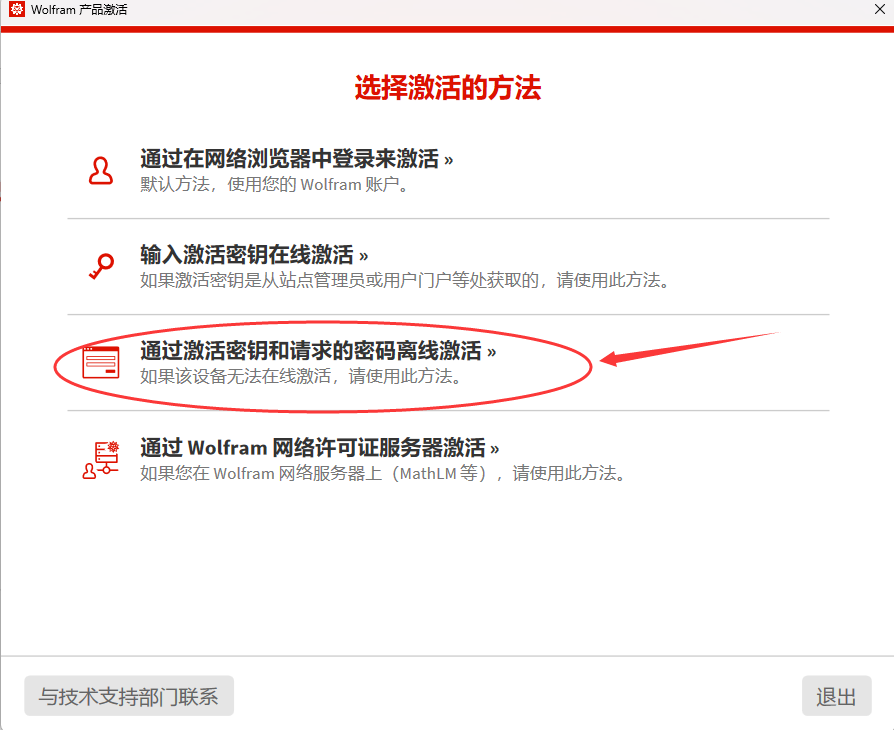 Wolfram 产品激活
选择激活的方法
通过在网络浏览器中登录来激活 »
默认方法，使用您的 Wolfram 账户。
输入激活密钥在线激活 »
如果激活密钥是从站点管理员或用户门户等处获取的，请使用此方法。
通过激活密钥和请求的密码离线激活 »
如果该设备无法在线激活，请使用此方法。
通过 Wolfram 网络许可证服务器激活 »
如果您在 Wolfram 网络服务器上（MathLM 等），请使用此方法。
与技术支持部门联系
退出